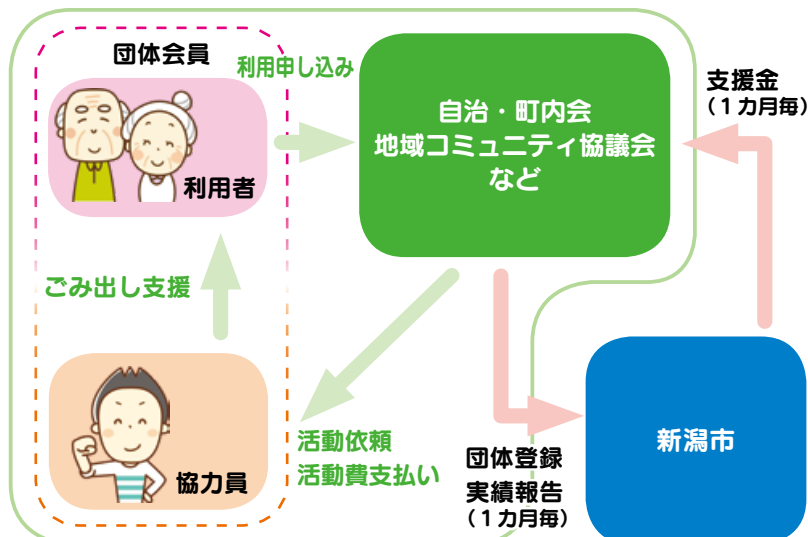 団体会員
利用申し込み
利用者
自治・町内会
地域コミュニティ協議会
など
支援金
（１カ月毎）
ごみ出し支援
協力員
活動依頼
活動費支払い
団体登録
実績報告
（１カ月毎）
新潟市